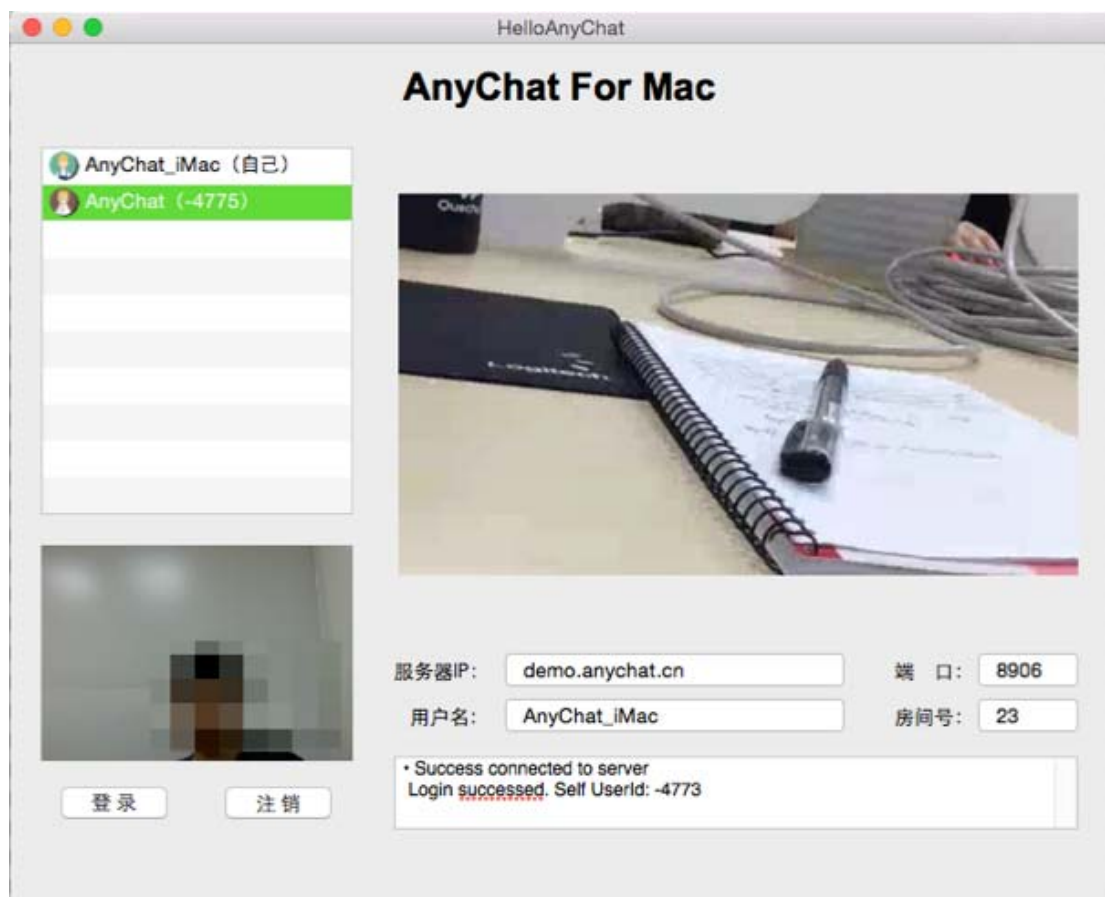 HelloAnyChat
AnyChat For Mac
AnyChat_iMac（自己）
AnyChat（-4775）
Logitech
服务器IP: demo.anychat.cn 端 口: 8906
用户名: AnyChat_iMac 房间号: 23
• Success connected to server
Login successed. Self UserId: -4773
登 录 注 销